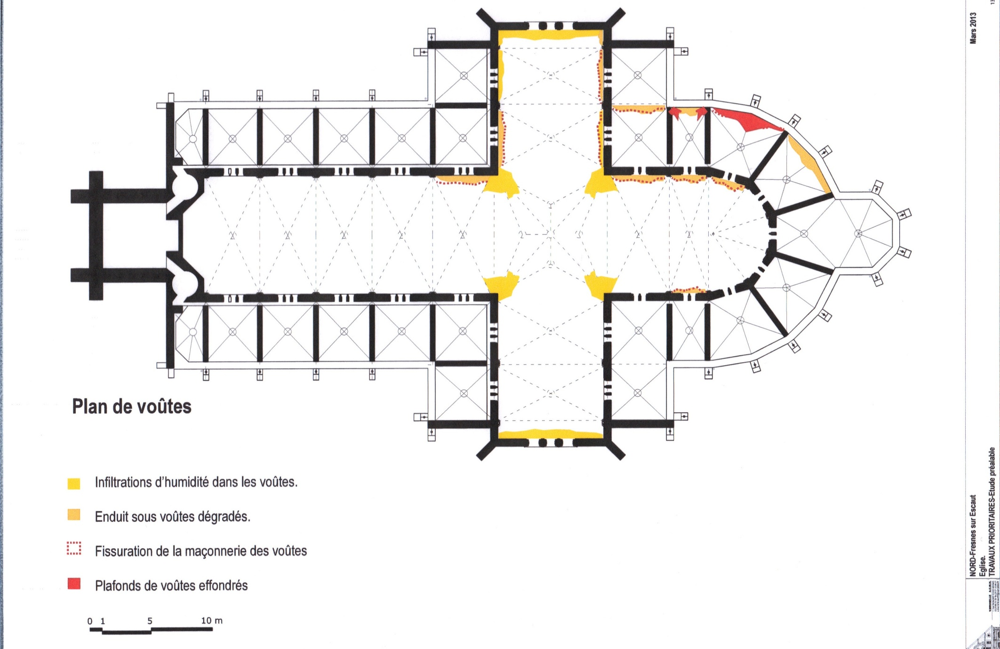 Plan de voûtes
Infiltrations d'humidité dans les voûtes.
Enduit sous voûtes dégradés.
Fissuration de la maçonnerie des voûtes
Plafonds de voûtes effondrés
0 1 5 10 m
Mars 2013
13
NORD-Fresnes sur Escaut
Eglise.
TRAVAUX PRIORITAIRES-Etude préalable